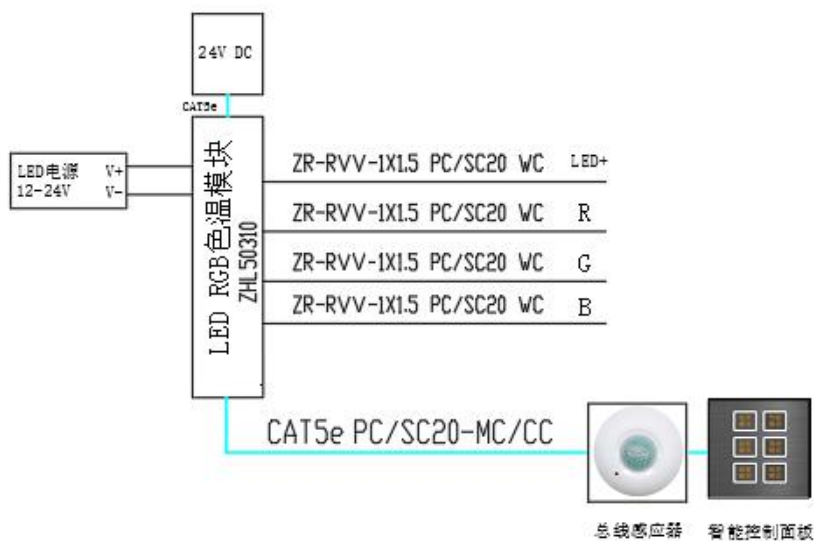 24V DC
CAT5e
LED电源 V+
12-24V V-
LED RGB色温模块
ZHL50310
ZR-RVV-1X1.5 PC/SC20 WC LED+
ZR-RVV-1X1.5 PC/SC20 WC R
ZR-RVV-1X1.5 PC/SC20 WC G
ZR-RVV-1X1.5 PC/SC20 WC B
CAT5e PC/SC20-MC/CC
总线感应器 智能控制面板